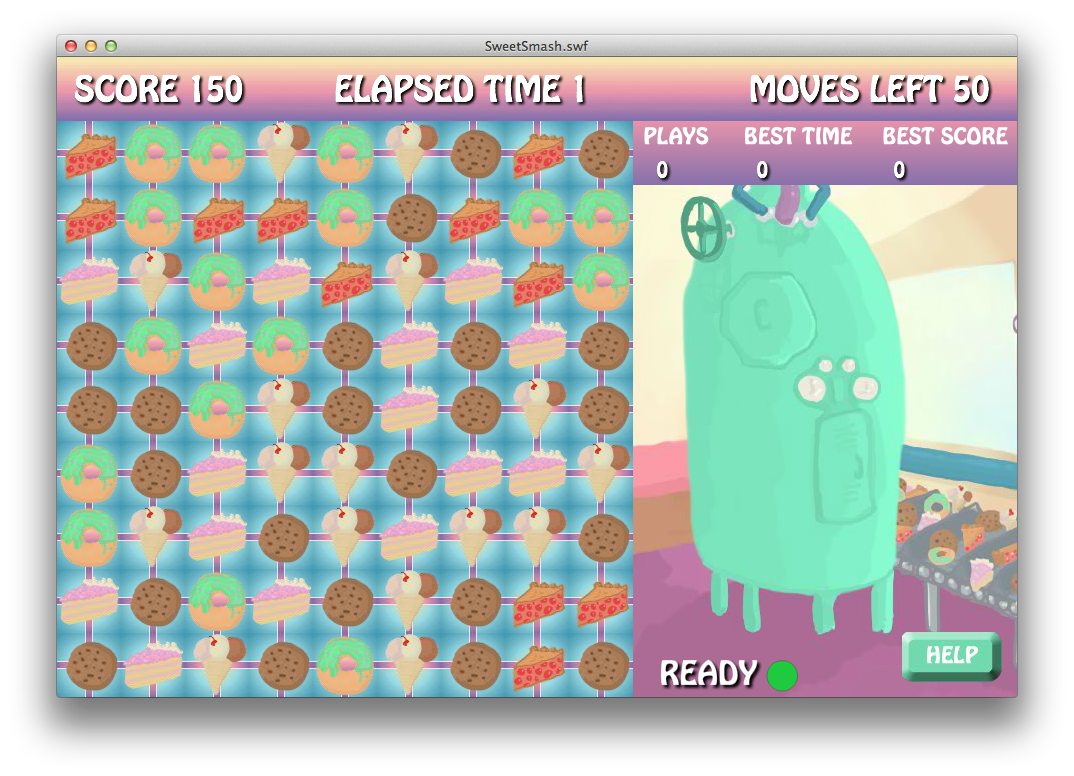 SweetSmash.swf
SCORE 150 ELAPSED TIME 1 MOVES LEFT 50
PLAYS BEST TIME BEST SCORE
0 0 0
C
J
READY
HELP